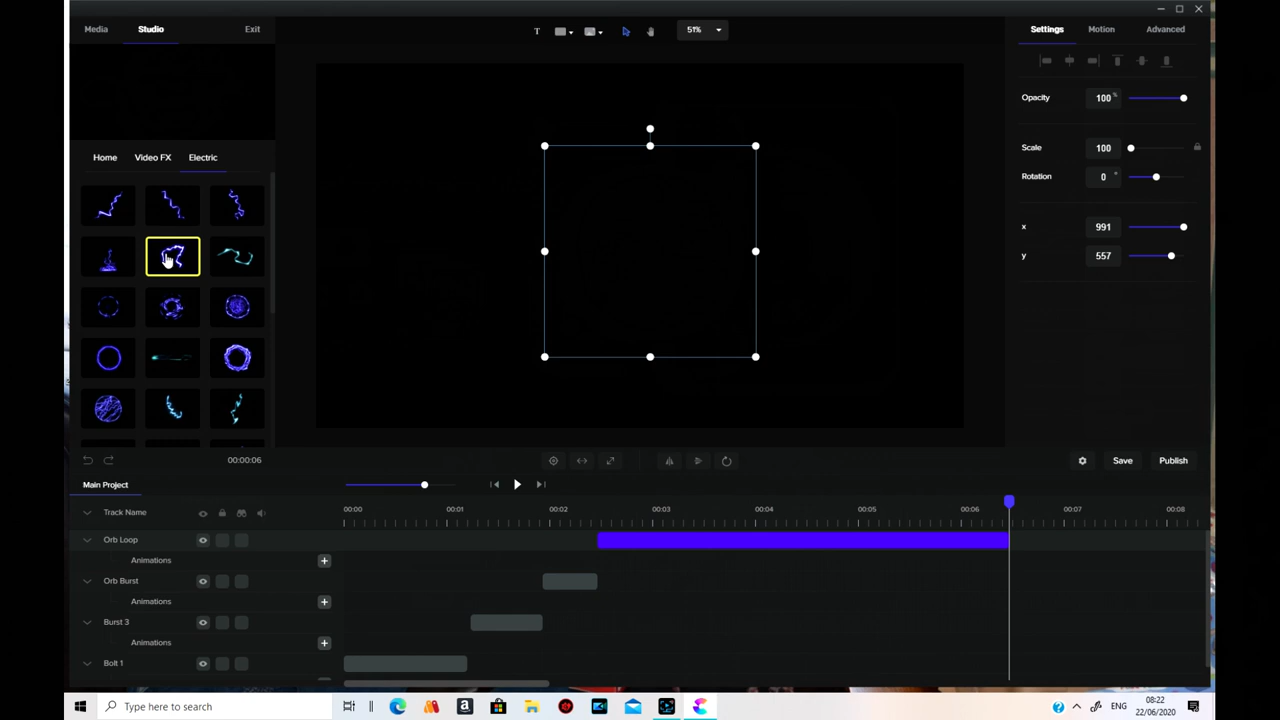 Media Studio Exit T 51% Settings Motion Advanced
Opacity 100 %
Home Video FX Electric
Scale 100
Rotation 0 °
x 991
y 557
00:00:06 Save Publish
Main Project
Track Name 00:00 00:01 00:02 00:03 00:04 00:05 00:06 00:07 00:08
Orb Loop
Animations +
Orb Burst
Animations +
Burst 3
Animations +
Bolt 1
Type here to search a ? ENG 08:22
22/06/2020